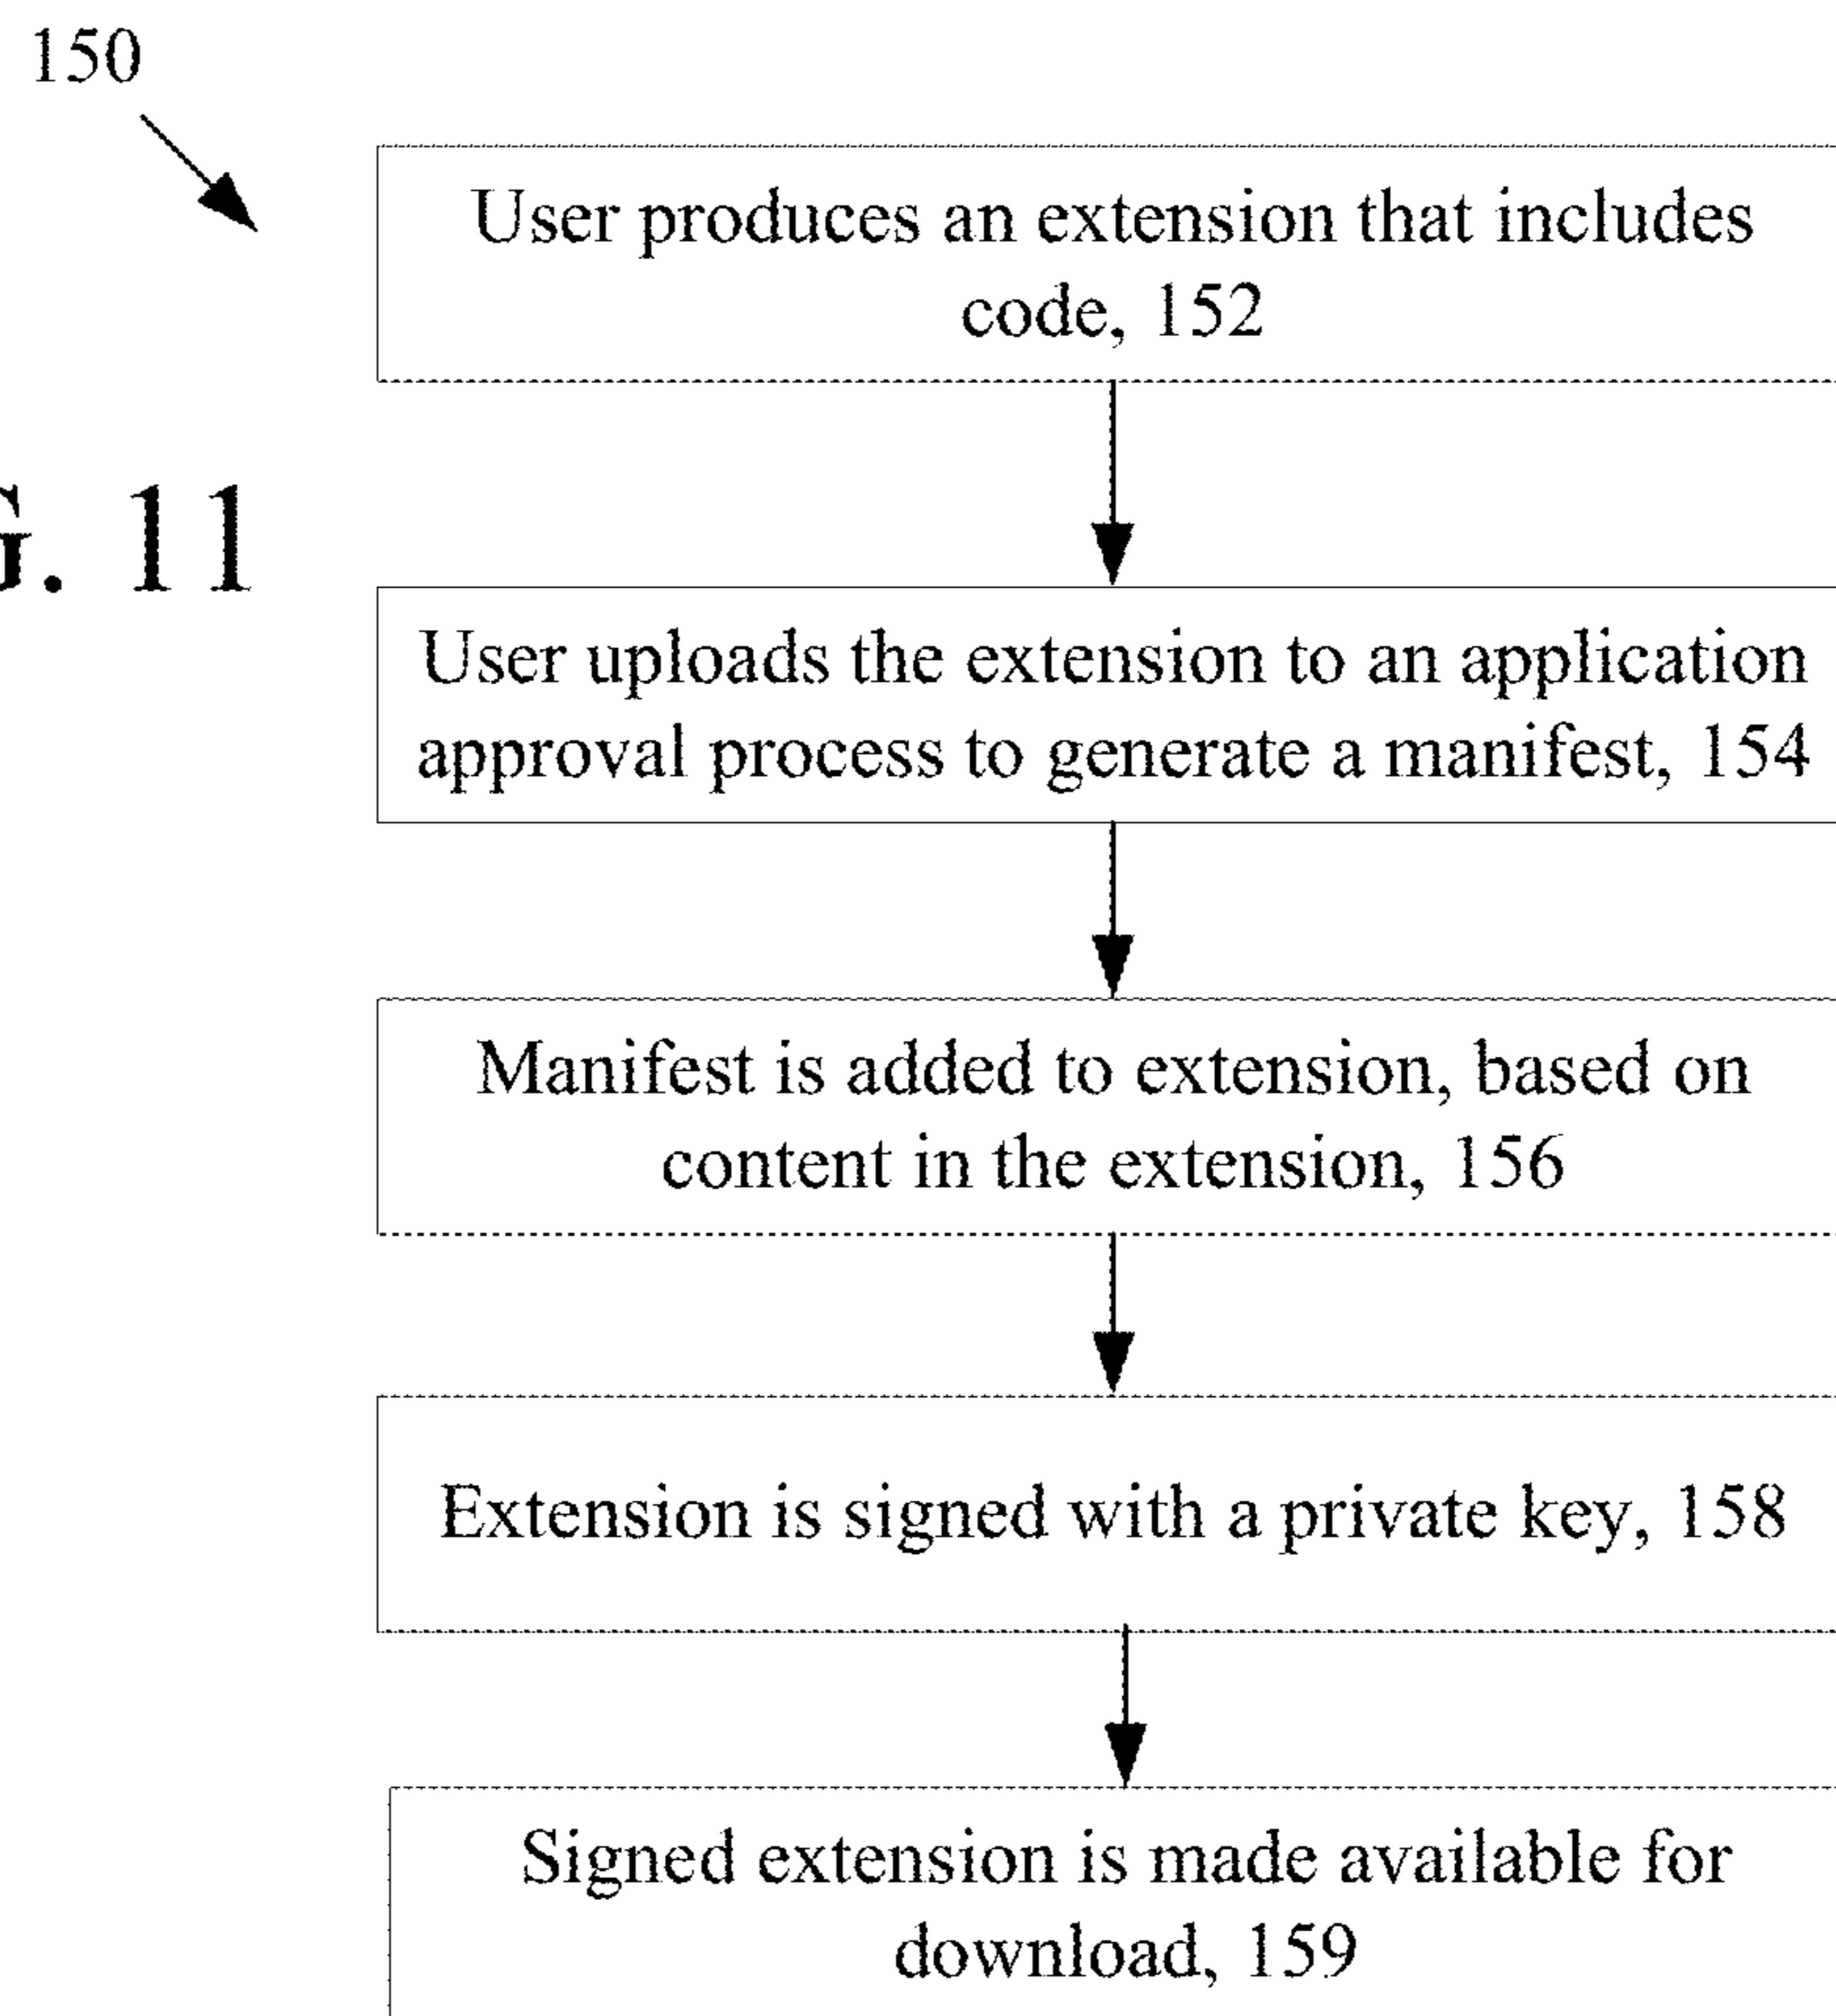 150
User produces an extension that includes
code, 152
G. 11
User uploads the extension to an application
approval process to generate a manifest, 154
Manifest is added to extension, based on
content in the extension, 156
Extension is signed with a private key, 158
Signed extension is made available for
download, 159